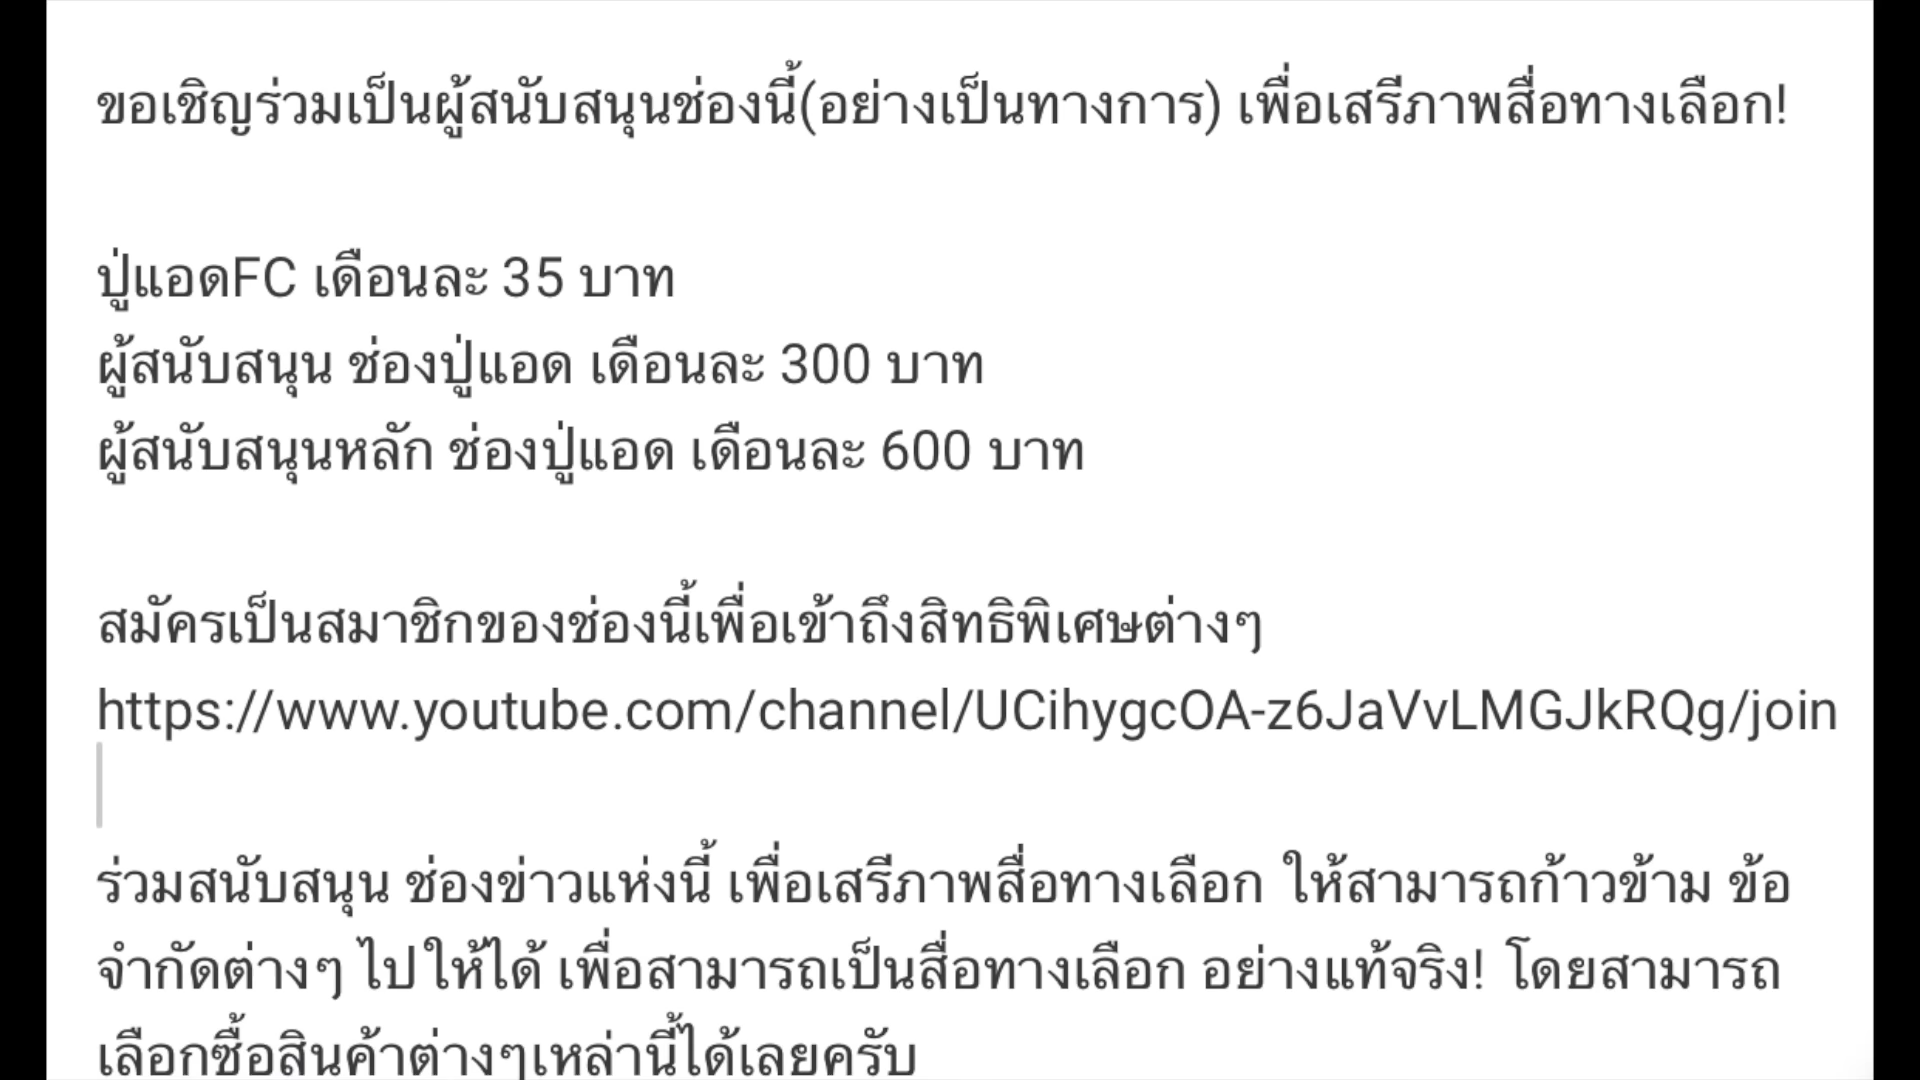 ขอเชิญร่วมเป็นผู้สนับสนุนช่องนี้(อย่างเป็นทางการ) เพื่อเสรีภาพสื่อทางเลือก!
ปู่แอดFC เดือนละ 35 บาท
ผู้สนับสนุน ช่องปู่แอด เดือนละ 300 บาท
ผู้สนับสนุนหลัก ช่องปู่แอด เดือนละ 600 บาท
สมัครเป็นสมาชิกของช่องนี้เพื่อเข้าถึงสิทธิพิเศษต่างๆ
https://www.youtube.com/channel/UCihygcOA-z6JaVvLMGJkRQg/join
ร่วมสนับสนุน ช่องข่าวแห่งนี้ เพื่อเสรีภาพสื่อทางเลือก ให้สามารถก้าวข้าม ข้อ
จำกัดต่างๆ ไปให้ได้ เพื่อสามารถเป็นสื่อทางเลือก อย่างแท้จริง! โดยสามารถ
เลือกซื้อสินค้าต่างๆเหล่านี้ได้เลยครับ